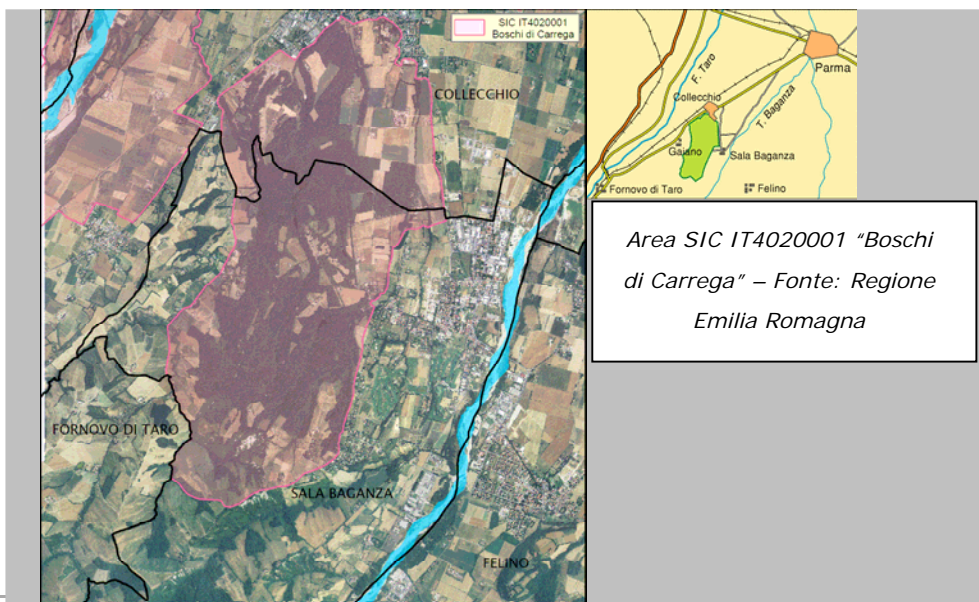 SIC IT4020001
Boschi di Carrega
COLLECCHIO
FORNOVO DI TARO
SALA BAGANZA
FELINO
F. Taro
Parma
Collecchio
T. Baganza
Gaiano
Sala Baganza
Fornovo di Taro
Felino
Area SIC IT4020001 “Boschi
di Carrega” – Fonte: Regione
Emilia Romagna